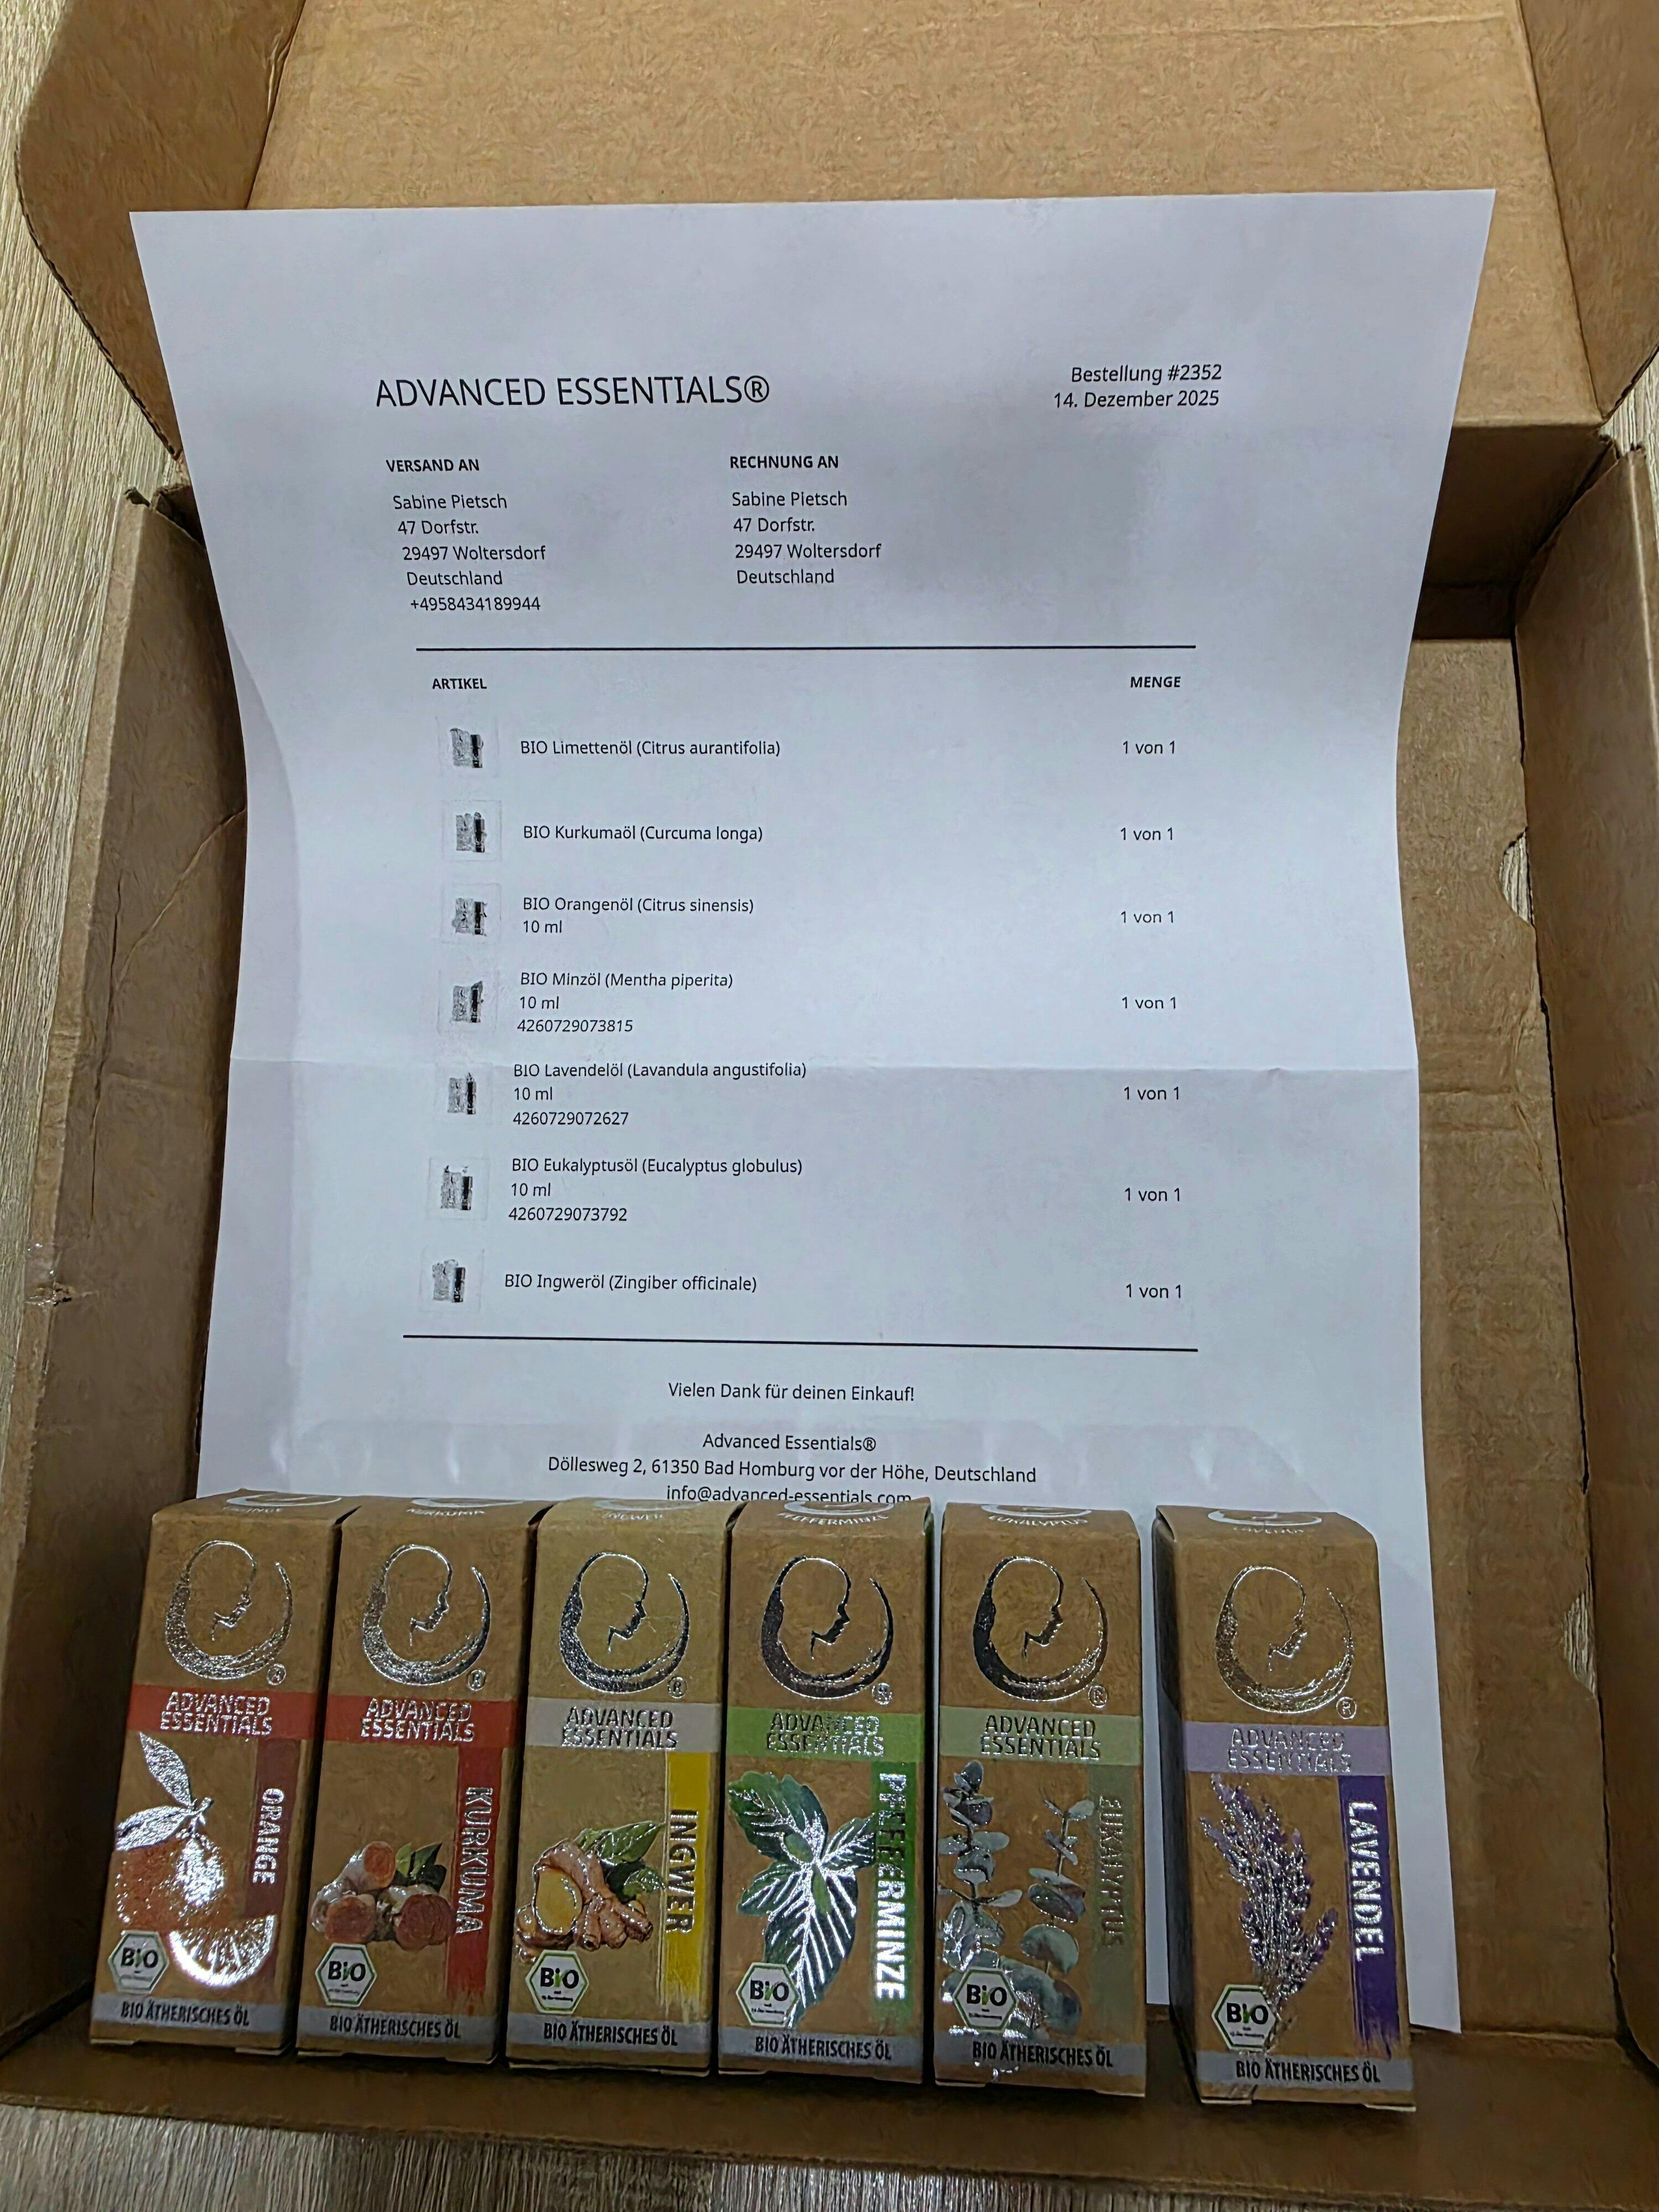 ADVANCED ESSENTIALS®
Bestellung #2352
14. Dezember 2025
VERSAND AN
Sabine Pietsch
47 Dorfstr.
29497 Woltersdorf
Deutschland
+4958434189944
RECHNUNG AN
Sabine Pietsch
47 Dorfstr.
29497 Woltersdorf
Deutschland
ARTIKEL MENGE
BIO Limettenöl (Citrus aurantifolia) 1 von 1
BIO Kurkumaöl (Curcuma longa) 1 von 1
BIO Orangenöl (Citrus sinensis)
10 ml
1 von 1
BIO Minzöl (Mentha piperita)
10 ml
4260729073815
1 von 1
BIO Lavendelöl (Lavandula angustifolia)
10 ml
4260729072627
1 von 1
BIO Eukalyptusöl (Eucalyptus globulus)
10 ml
4260729073792
1 von 1
BIO Ingweröl (Zingiber officinale) 1 von 1
Vielen Dank für deinen Einkauf!
Advanced Essentials®
Döllesweg 2, 61350 Bad Homburg vor der Höhe, Deutschland
info@advanced-essentials.com
KURKUMA
INGWER
PFEFFERMINZE
EUKALYPTUS
®
ADVANCED
ESSENTIALS
ORANGE
Bio
BIO ÄTHERISCHES ÖL
®
ADVANCED
ESSENTIALS
KURKUMA
Bio
BIO ÄTHERISCHES ÖL
®
ADVANCED
ESSENTIALS
INGWER
Bio
BIO ÄTHERISCHES ÖL
®
ADVANCED
ESSENTIALS
PFEFFERMINZE
Bio
BIO ÄTHERISCHES ÖL
®
ADVANCED
ESSENTIALS
EUKALYPTUS
Bio
BIO ÄTHERISCHES ÖL
®
ADVANCED
ESSENTIALS
LAVENDEL
Bio
BIO ÄTHERISCHES ÖL